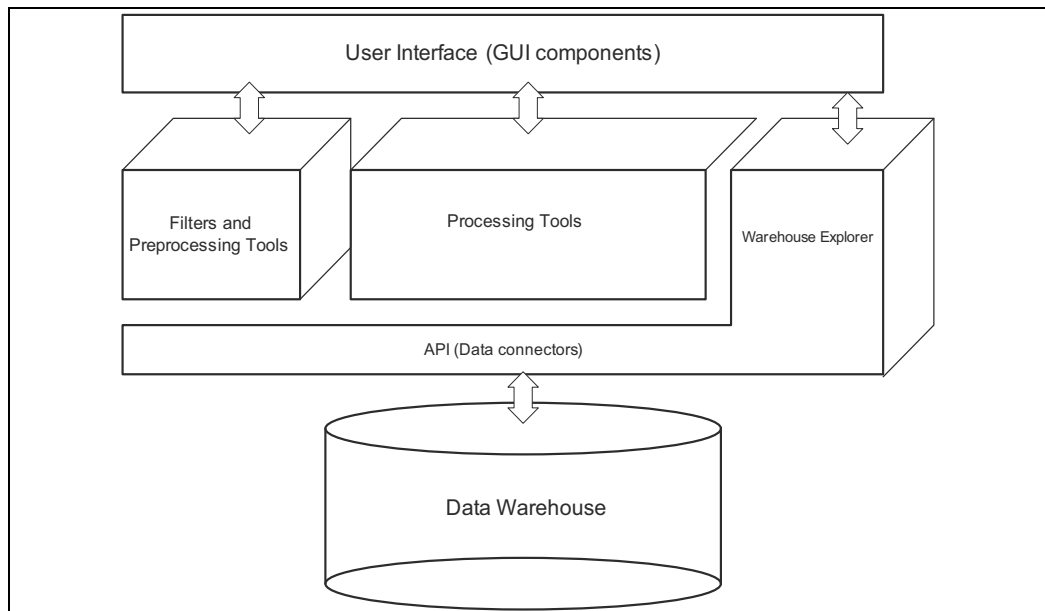 User Interface (GUI components)
Filters and
Preprocessing Tools
Processing Tools
Warehouse Explorer
API (Data connectors)
Data Warehouse